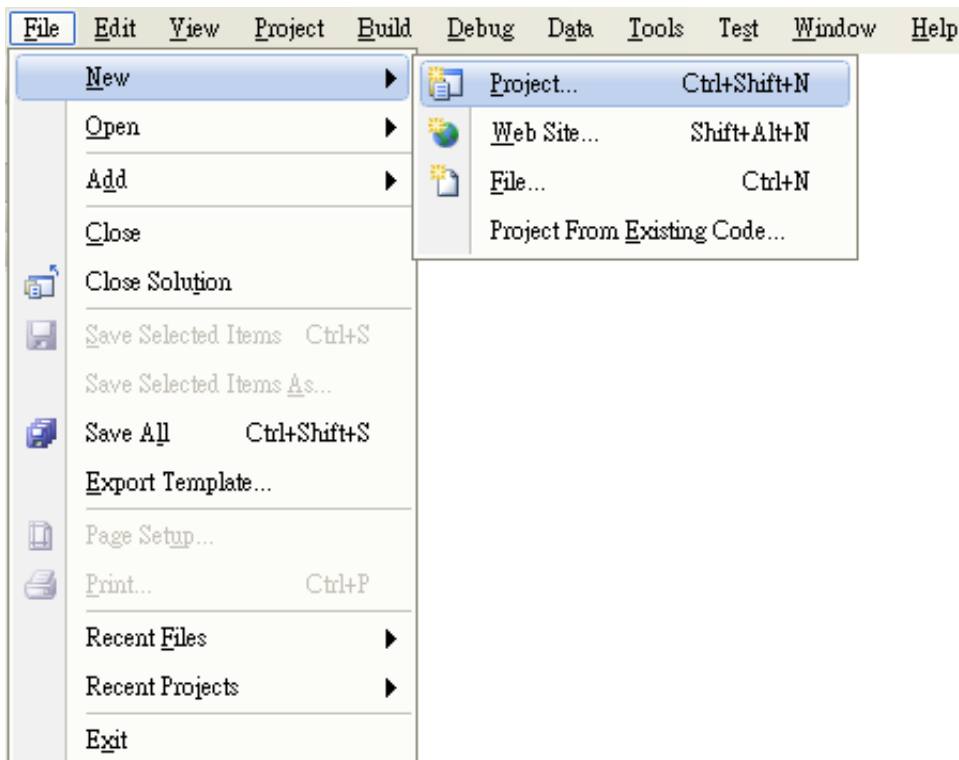 File Edit View Project Build Debug Data Tools Test Window Help
New
Open
Add
Close
Close Solution
Save Selected Items Ctrl+S
Save Selected Items As...
Save All Ctrl+Shift+S
Export Template...
Page Setup...
Print... Ctrl+P
Recent Files
Recent Projects
Exit
Project... Ctrl+Shift+N
Web Site... Shift+Alt+N
File... Ctrl+N
Project From Existing Code...